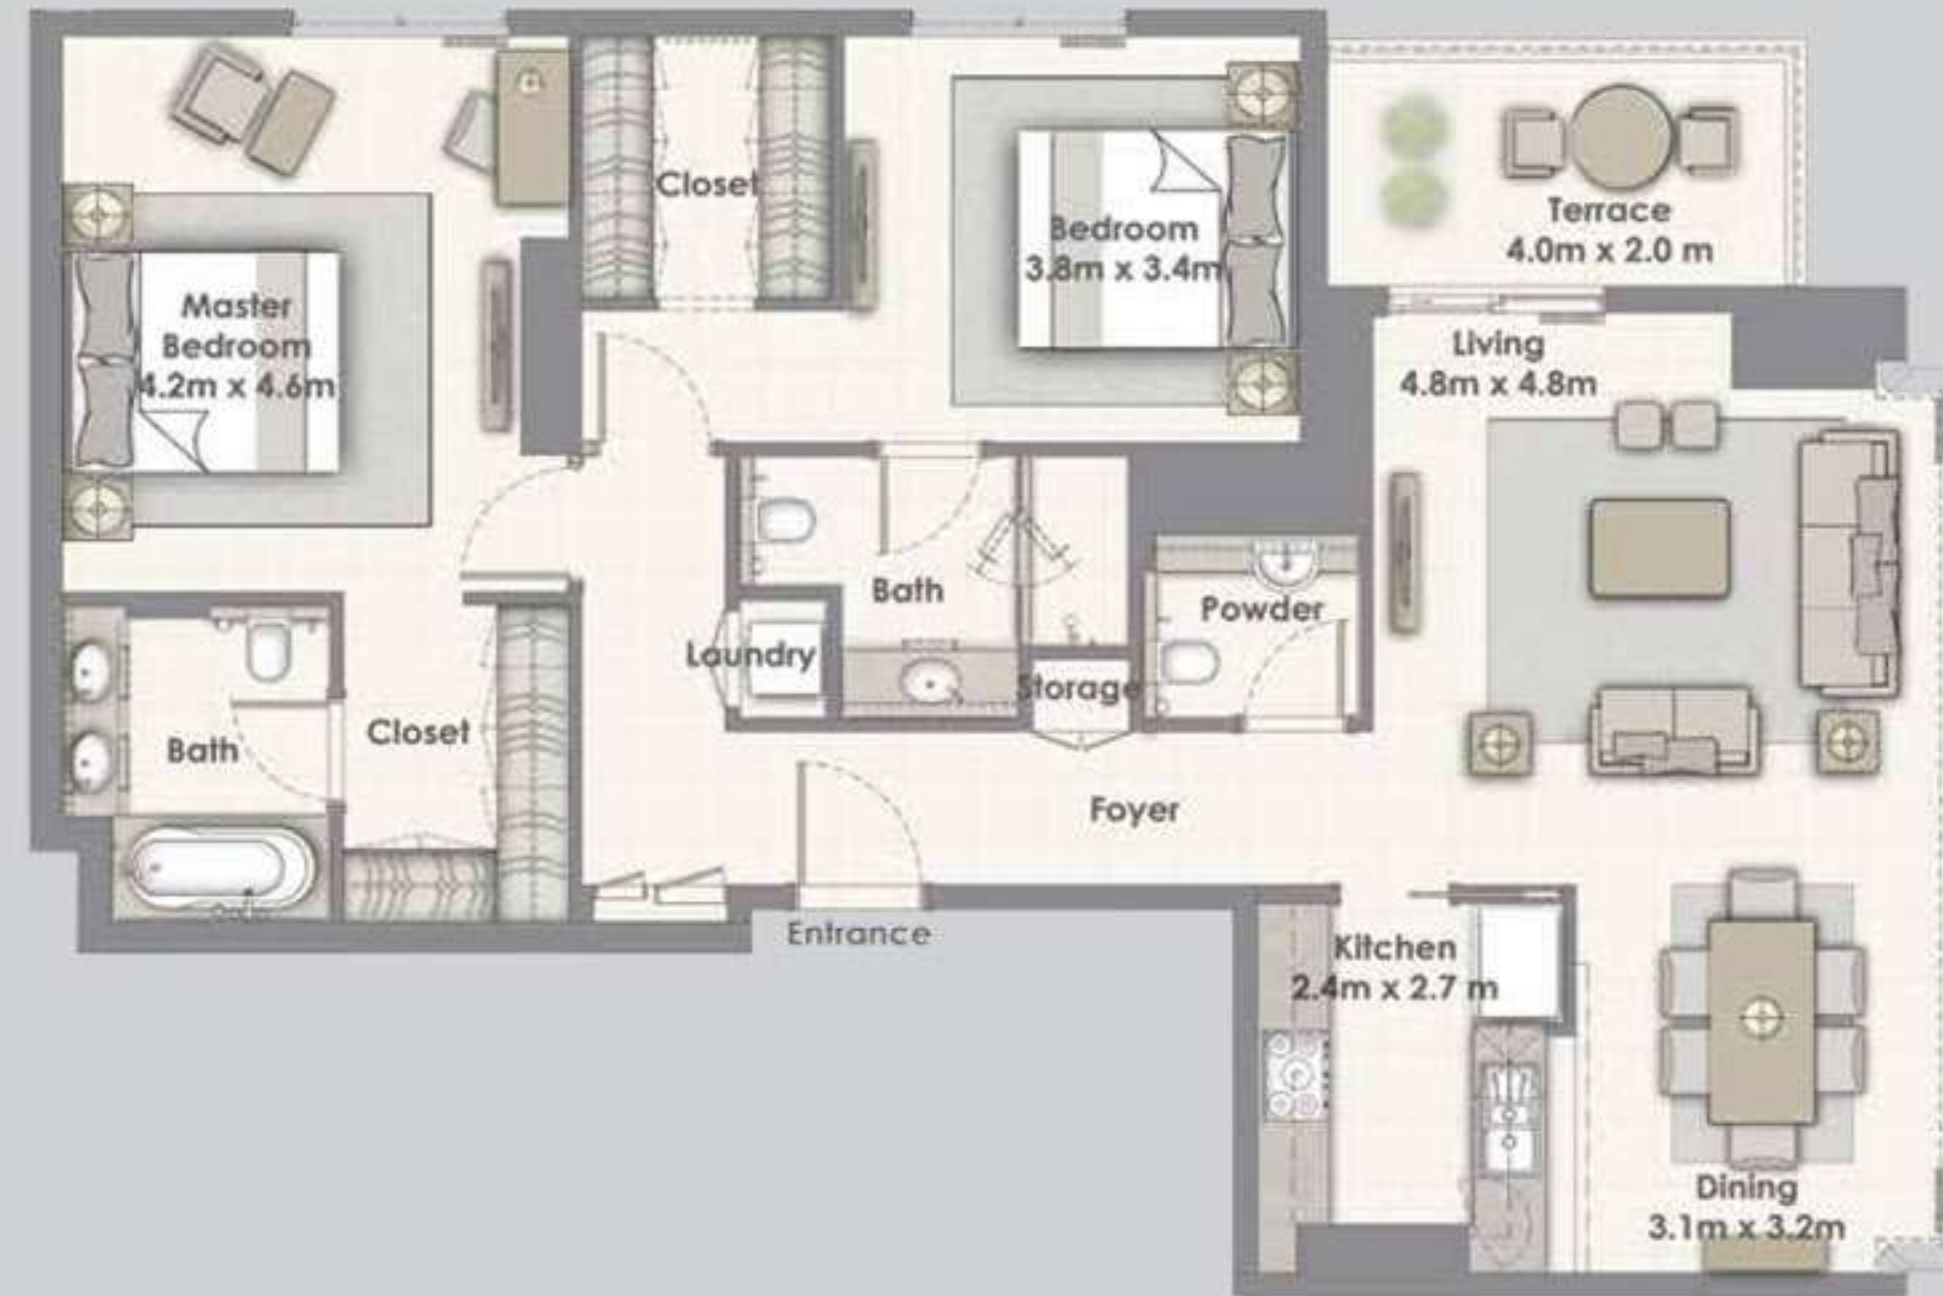 Closet
Bedroom
3.8m x 3.4m
Terrace
4.0m x 2.0 m
Master
Bedroom
4.2m x 4.6m
Living
4.8m x 4.8m
Bath
Powder
Laundry
Storage
Bath
Closet
Foyer
Entrance
Kitchen
2.4m x 2.7 m
Dining
3.1m x 3.2m